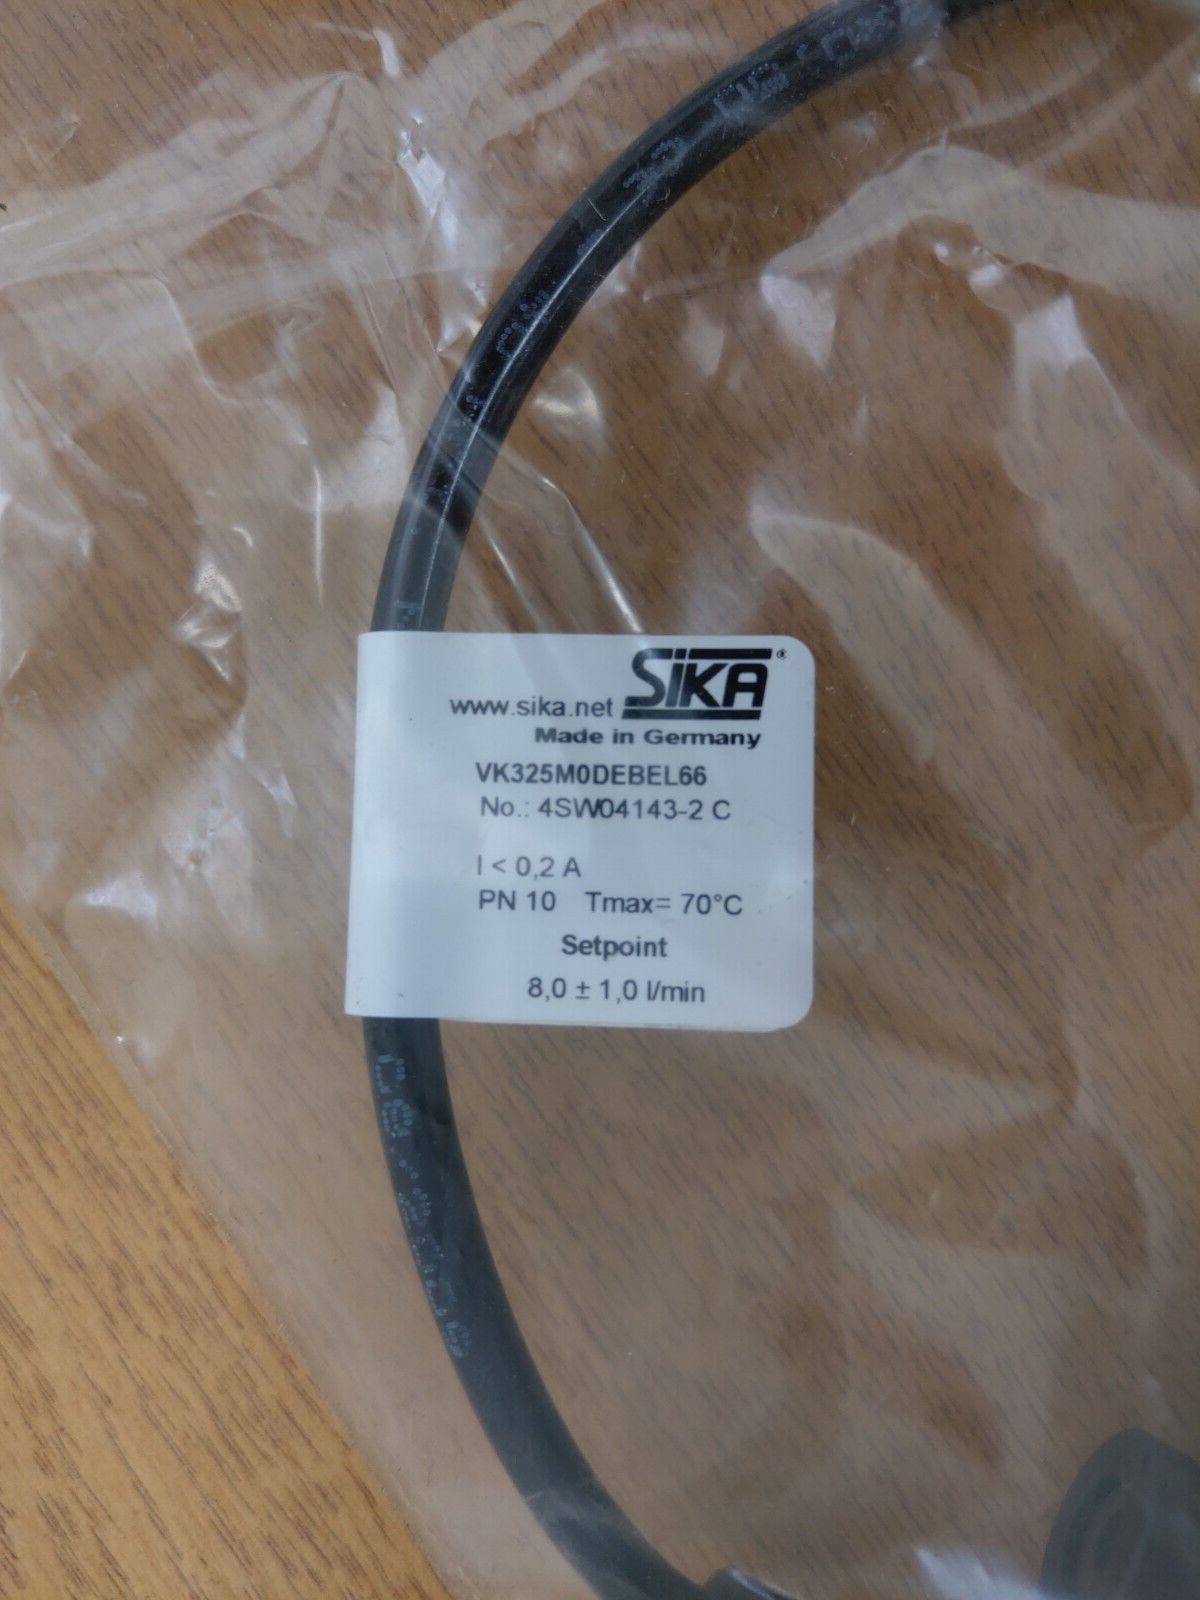 SiKA®
www.sika.net
Made in Germany
VK325M0DEBEL66
No.: 4SW04143-2 C
I < 0,2 A
PN 10 Tmax= 70°C
Setpoint
8,0 ± 1,0 l/min